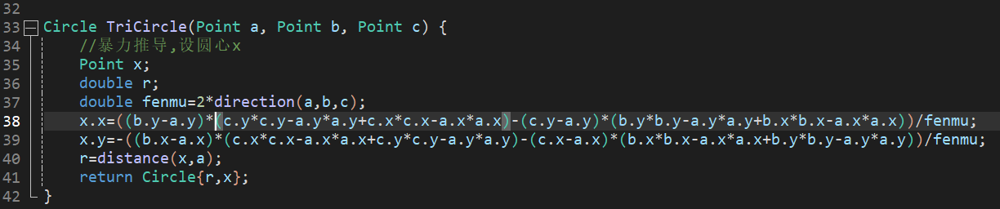 32
33 Circle TriCircle(Point a, Point b, Point c) {
34 //暴力推导,设圆心x
35 Point x;
36 double r;
37 double fenmu=2*direction(a,b,c);
38 x.x=((b.y-a.y)*(c.y*c.y-a.y*a.y+c.x*c.x-a.x*a.x)-(c.y-a.y)*(b.y*b.y-a.y*a.y+b.x*b.x-a.x*a.x))/fenmu;
39 x.y=-((b.x-a.x)*(c.x*c.x-a.x*a.x+c.y*c.y-a.y*a.y)-(c.x-a.x)*(b.x*b.x-a.x*a.x+b.y*b.y-a.y*a.y))/fenmu;
40 r=distance(x,a);
41 return Circle{r,x};
42 }